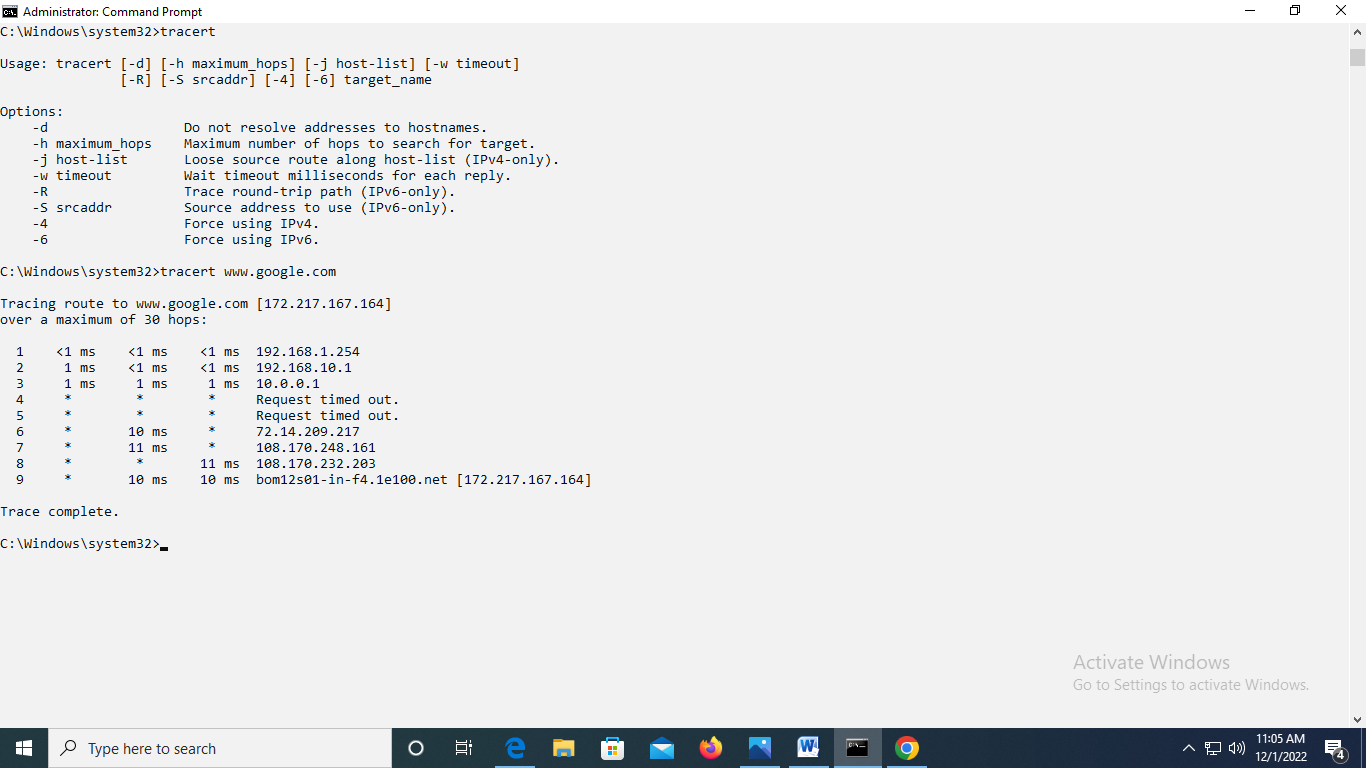 Administrator: Command Prompt
C:\Windows\system32>tracert
Usage: tracert [-d] [-h maximum_hops] [-j host-list] [-w timeout]
[-R] [-S srcaddr] [-4] [-6] target_name
Options:
-d Do not resolve addresses to hostnames.
-h maximum_hops Maximum number of hops to search for target.
-j host-list Loose source route along host-list (IPv4-only).
-w timeout Wait timeout milliseconds for each reply.
-R Trace round-trip path (IPv6-only).
-S srcaddr Source address to use (IPv6-only).
-4 Force using IPv4.
-6 Force using IPv6.
C:\Windows\system32>tracert www.google.com
Tracing route to www.google.com [172.217.167.164]
over a maximum of 30 hops:
1 <1 ms <1 ms <1 ms 192.168.1.254
2 1 ms <1 ms <1 ms 192.168.10.1
3 1 ms 1 ms 1 ms 10.0.0.1
4 * * * Request timed out.
5 * * * Request timed out.
6 * 10 ms * 72.14.209.217
7 * 11 ms * 108.170.248.161
8 * * 11 ms 108.170.232.203
9 * 10 ms 10 ms bom12s01-in-f4.1e100.net [172.217.167.164]
Trace complete.
C:\Windows\system32>
Activate Windows
Go to Settings to activate Windows.
Type here to search
11:05 AM
12/1/2022
4